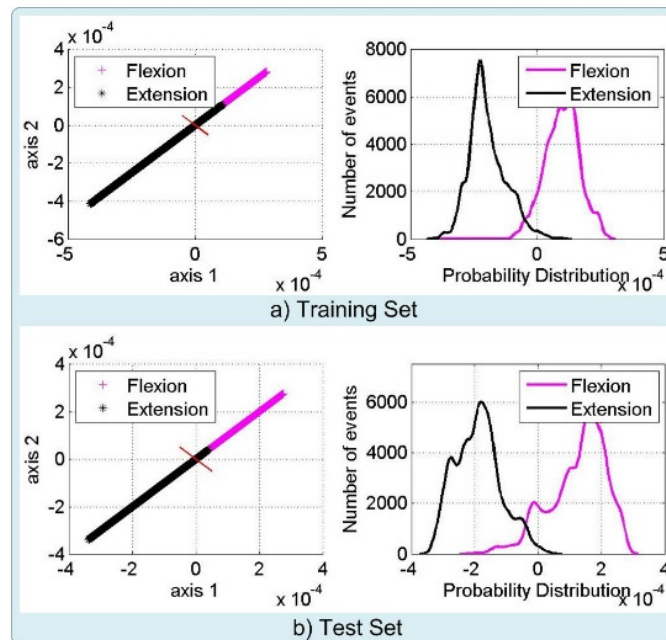 × 10⁻⁴
4
2
0
-2
-4
-6
axis 2
+ Flexion
* Extension
-5 0 5
axis 1
× 10⁻⁴
8000
6000
4000
2000
0
Number of events
Flexion
Extension
-5 0 5
Probability Distribution
× 10⁻⁴
a) Training Set
× 10⁻⁴
4
2
0
-2
-4
axis 2
+ Flexion
* Extension
-4 -2 0 2 4
axis 1
× 10⁻⁴
8000
6000
4000
2000
0
Number of events
Flexion
Extension
-4 -2 0 2 4
Probability Distribution
× 10⁻⁴
b) Test Set